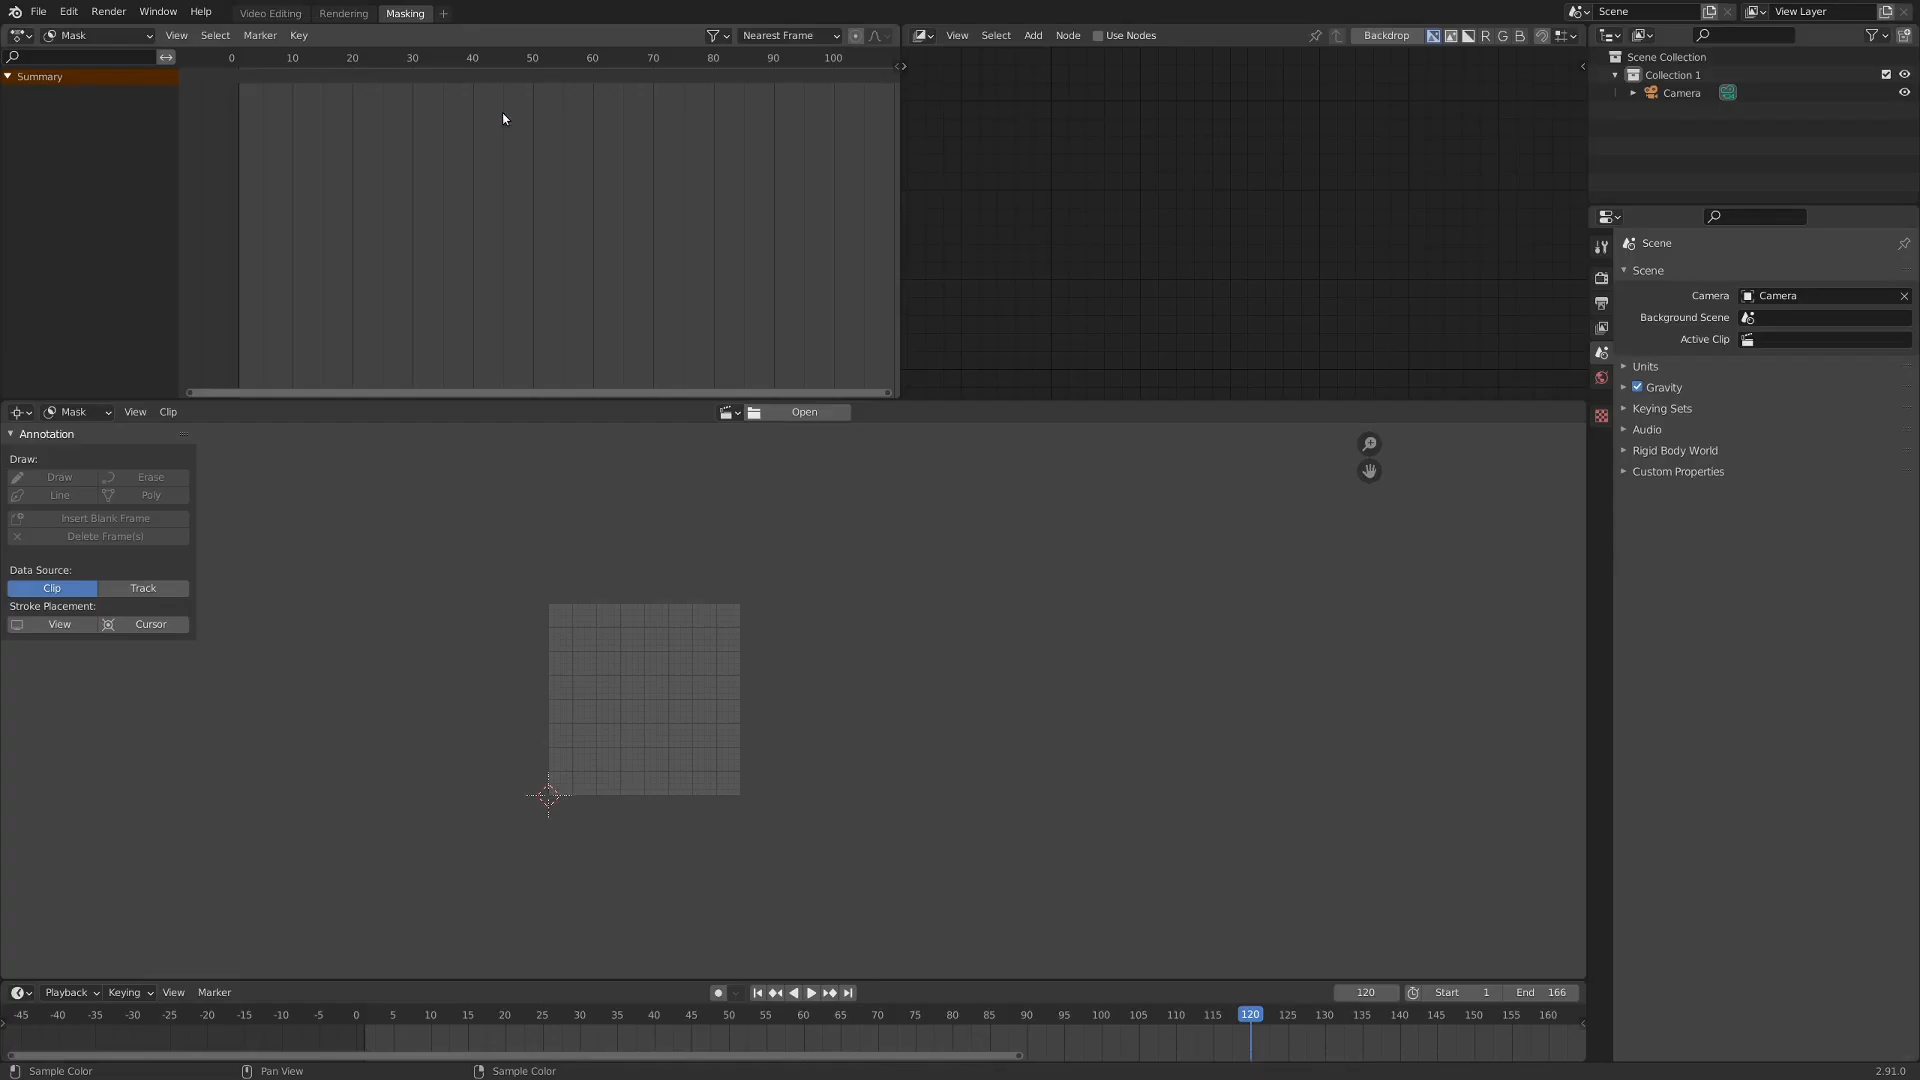 File Edit Render Window Help Video Editing Rendering Masking Scene View Layer
Mask View Select Marker Key Nearest Frame View Select Add Node Use Nodes Backdrop R G B
0 10 20 30 40 50 60 70 80 90 100
Summary
Scene Collection
Collection 1
Camera
Scene
Scene
Camera Camera
Background Scene
Active Clip
Units
Gravity
Keying Sets
Audio
Rigid Body World
Custom Properties
Mask View Clip Open
Annotation
Draw:
Draw Erase
Line Poly
Insert Blank Frame
Delete Frame(s)
Data Source:
Clip Track
Stroke Placement:
View Cursor
Playback Keying View Marker 120 Start 1 End 166
-45 -40 -35 -30 -25 -20 -15 -10 -5 0 5 10 15 20 25 30 35 40 45 50 55 60 65 70 75 80 85 90 95 100 105 110 115 120 125 130 135 140 145 150 155 160
Sample Color Pan View Sample Color 2.91.0